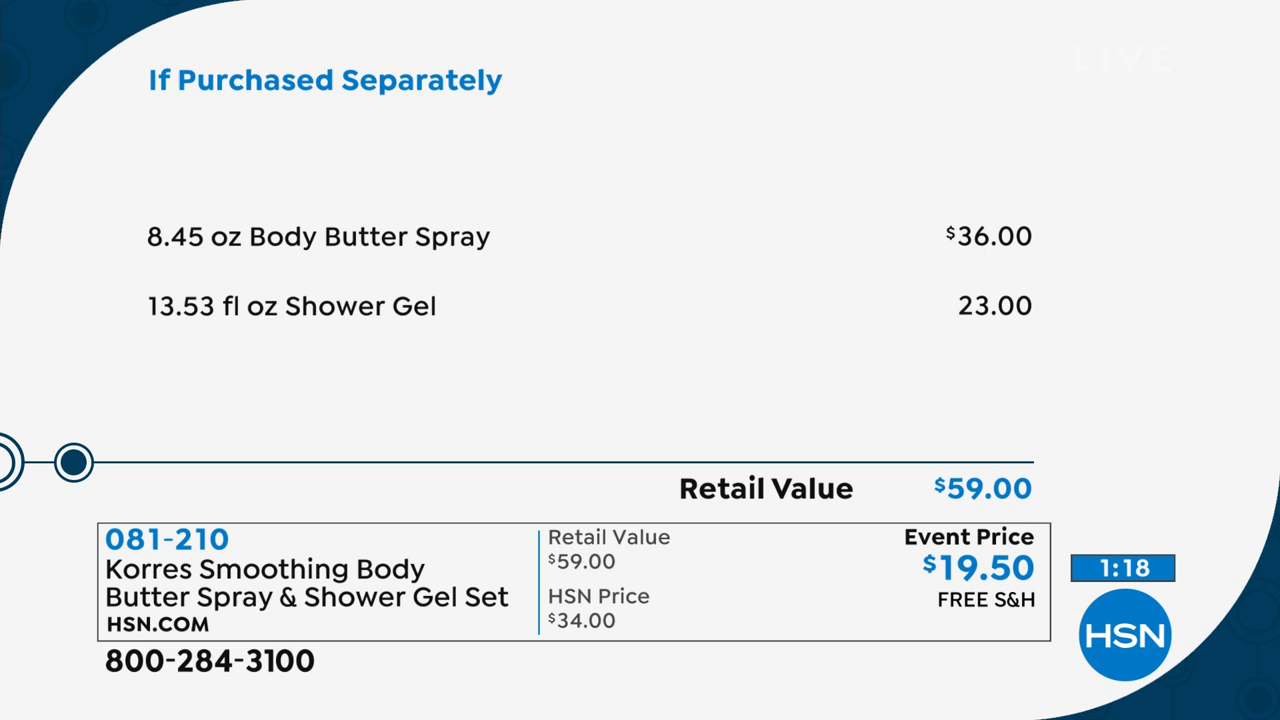 LIVE
If Purchased Separately
8.45 oz Body Butter Spray $36.00
13.53 fl oz Shower Gel 23.00
Retail Value $59.00
081-210
Korres Smoothing Body
Butter Spray & Shower Gel Set
HSN.COM
Retail Value
$59.00
HSN Price
$34.00
Event Price
$19.50
FREE S&H
1:18
HSN
800-284-3100